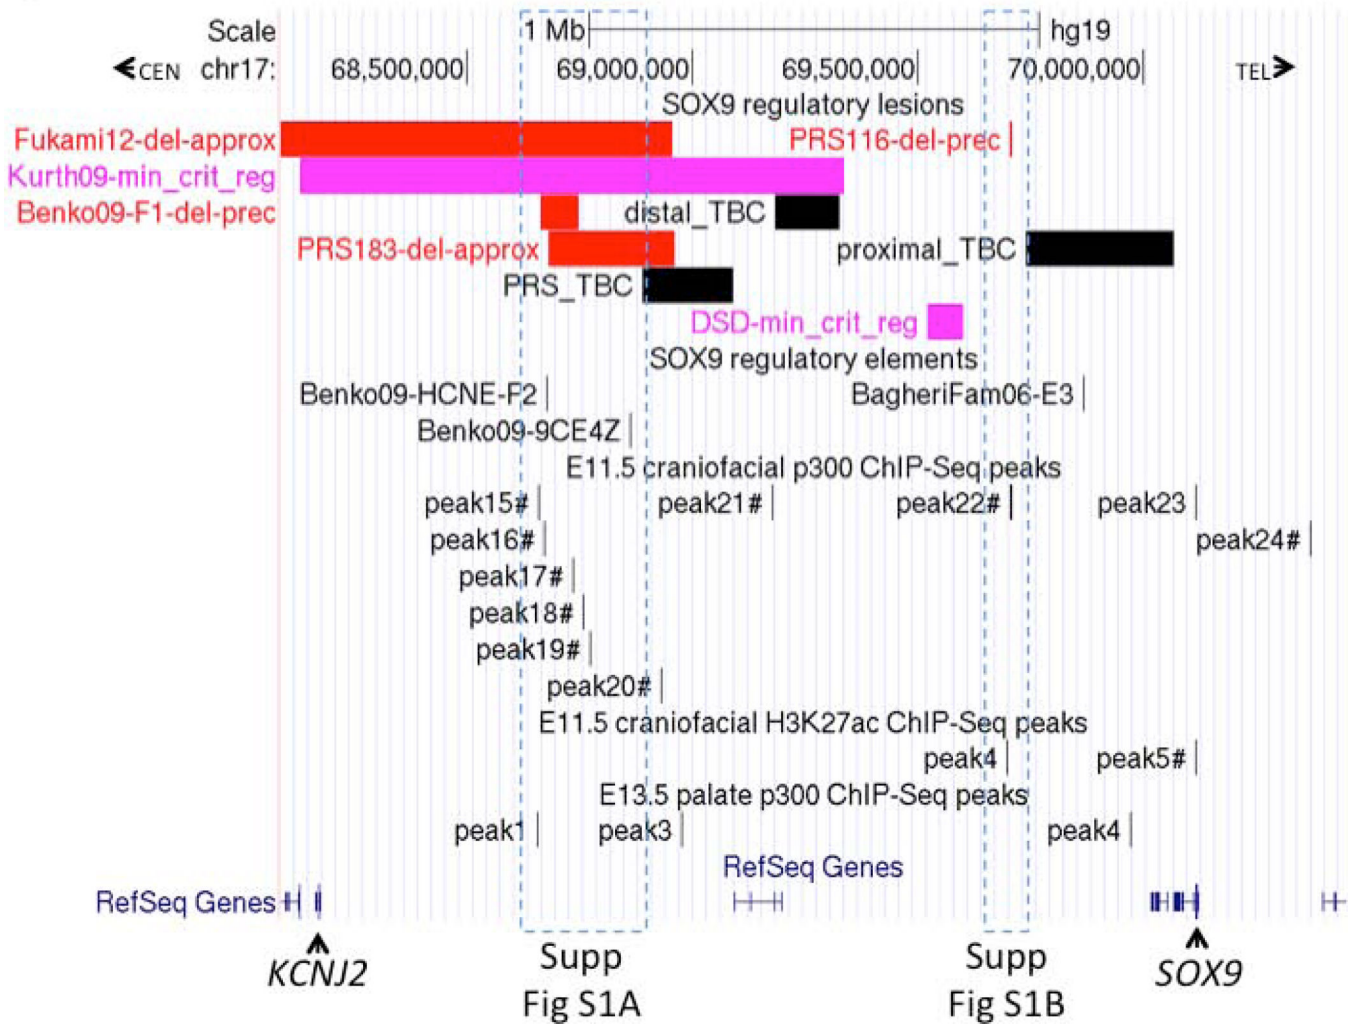 Scale 1 Mb hg19
CEN chr17: 68,500,000 69,000,000 69,500,000 70,000,000 TEL
SOX9 regulatory lesions
Fukami12-del-approx PRS116-del-prec
Kurth09-min_crit_reg
Benko09-F1-del-prec distal_TBC
PRS183-del-approx proximal_TBC
PRS_TBC
DSD-min_crit_reg
SOX9 regulatory elements
Benko09-HCNE-F2 BagheriFam06-E3
Benko09-9CE4Z
E11.5 craniofacial p300 ChIP-Seq peaks
peak15# peak21# peak22# peak23
peak16# peak24#
peak17#
peak18#
peak19#
peak20#
E11.5 craniofacial H3K27ac ChIP-Seq peaks
peak4 peak5#
E13.5 palate p300 ChIP-Seq peaks
peak1 peak3 peak4
RefSeq Genes
RefSeq Genes
KCNJ2 Supp Fig S1A Supp Fig S1B SOX9